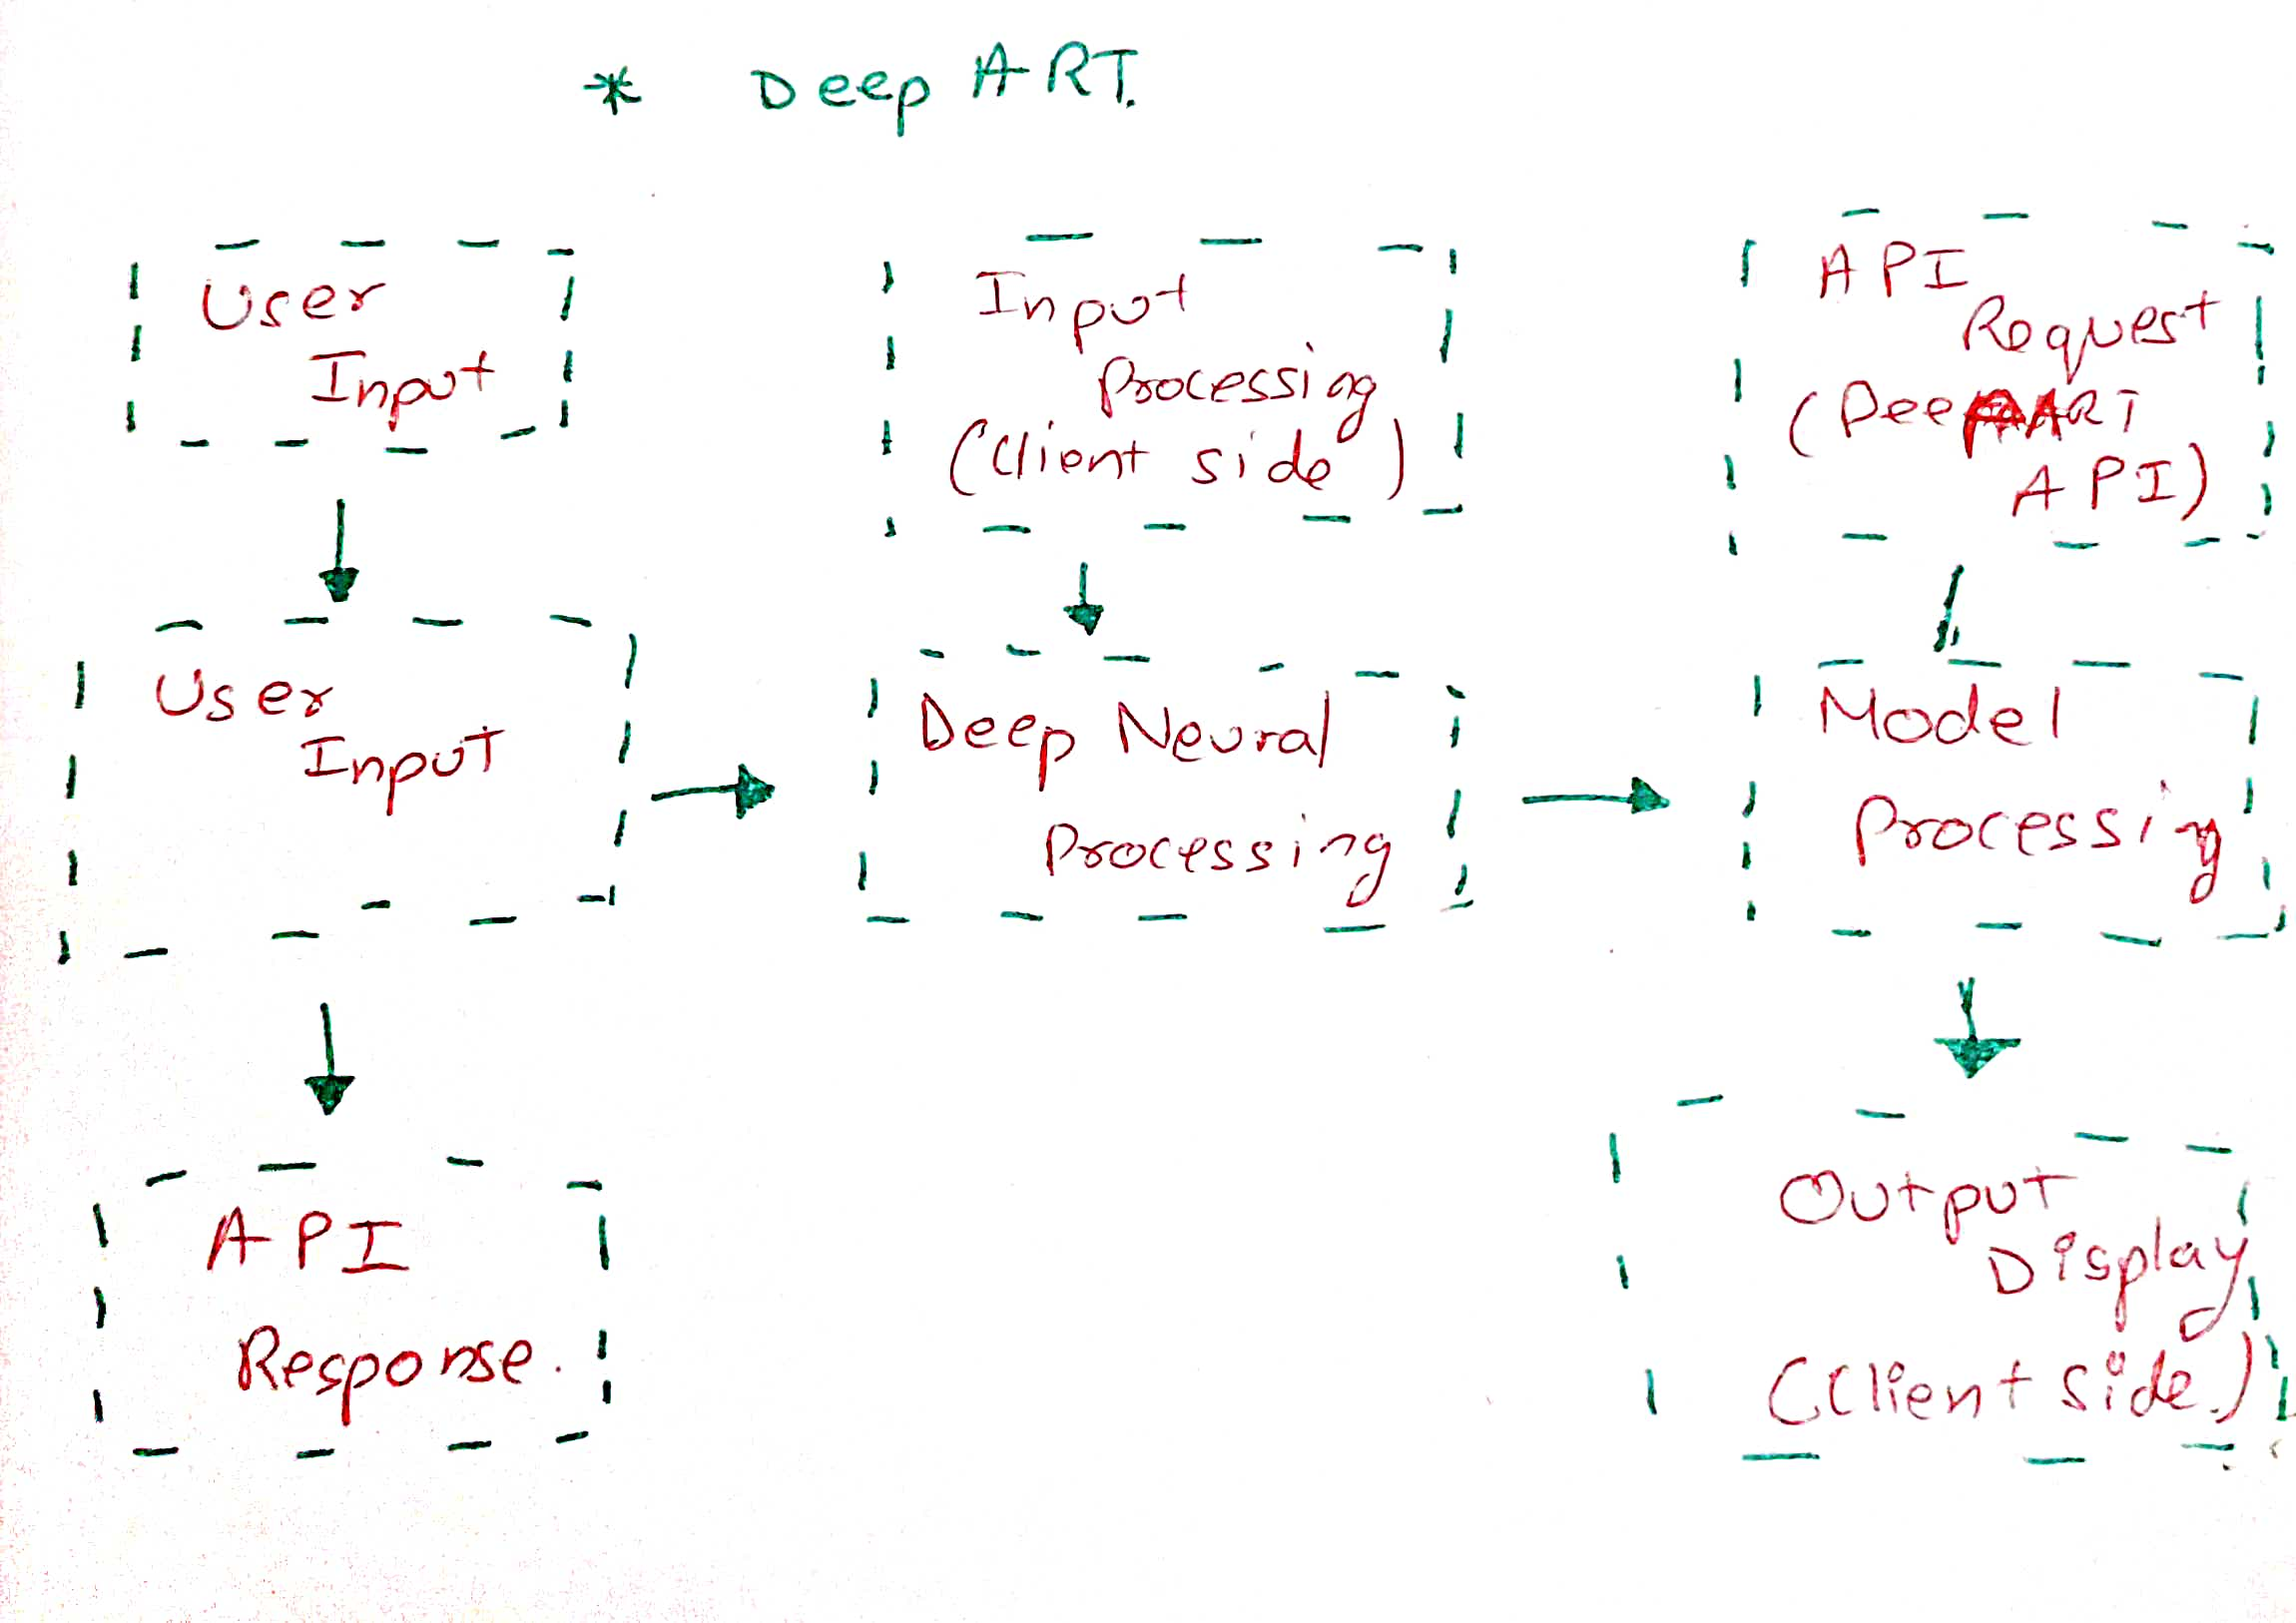 * Deep ART.
User
Input
Input
Processing
(Client side)
API
Request
(DeepART
API)
User
Input
Deep Neural
Processing
Model
Processing
API
Response.
Output
Display
(Client side.)